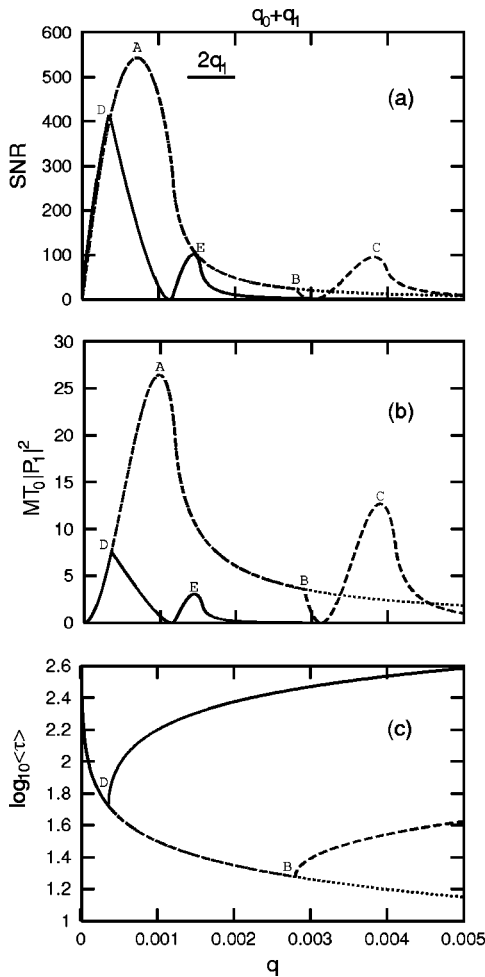 q₀+q₁
600
500
400
300
200
100
0
SNR
A
D
E
B
C
2q₁
(a)
30
25
20
15
10
5
0
MT₀|P₁|²
A
D
E
B
C
(b)
2.6
2.4
2.2
2
1.8
1.6
1.4
1.2
1
log₁₀<τ>
D
B
(c)
0 0.001 0.002 0.003 0.004 0.005
q